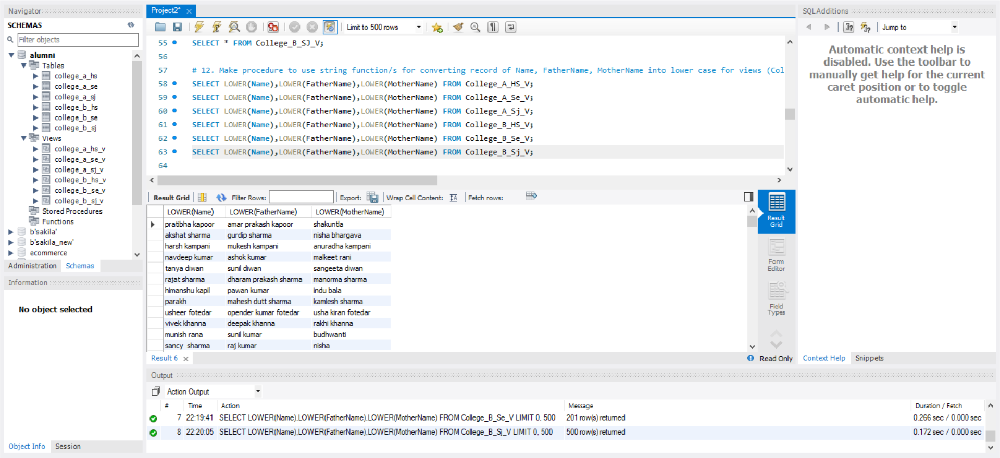 Navigator
SCHEMAS
Filter objects
alumni
Tables
college_a_hs
college_a_se
college_a_sj
college_b_hs
college_b_se
college_b_sj
Views
college_a_hs_v
college_a_se_v
college_a_sj_v
college_b_hs_v
college_b_se_v
college_b_sj_v
Stored Procedures
Functions
b'sakila'
b'sakila_new'
ecommerce
Administration Schemas
Information
No object selected
Object Info Session
Project2*
Limit to 500 rows
55 SELECT * FROM College_B_SJ_V;
56
57 # 12. Make procedure to use string function/s for converting record of Name, FatherName, MotherName into lower case for views (Col
58 SELECT LOWER(Name),LOWER(FatherName),LOWER(MotherName) FROM College_A_HS_V;
59 SELECT LOWER(Name),LOWER(FatherName),LOWER(MotherName) FROM College_A_Se_V;
60 SELECT LOWER(Name),LOWER(FatherName),LOWER(MotherName) FROM College_A_Sj_V;
61 SELECT LOWER(Name),LOWER(FatherName),LOWER(MotherName) FROM College_B_HS_V;
62 SELECT LOWER(Name),LOWER(FatherName),LOWER(MotherName) FROM College_B_Se_V;
63 SELECT LOWER(Name),LOWER(FatherName),LOWER(MotherName) FROM College_B_Sj_V;
64
Result Grid Filter Rows: Export: Wrap Cell Content: Fetch rows:
LOWER(Name) LOWER(FatherName) LOWER(MotherName)
pratibha kapoor amar prakash kapoor shakuntla
akshat sharma gurdip sharma nisha bhargava
harsh kampani mukesh kampani anuradha kampani
navdeep kumar ashok kumar malkeet rani
tanya diwan sunil diwan sangeeta diwan
rajat sharma dharam prakash sharma manorma sharma
himanshu kapil pawan kumar indu bala
parakh mahesh dutt sharma kamlesh sharma
usheer fotedar opender kumar fotedar usha kiran fotedar
vivek khanna deepak khanna rakhi khanna
munish rana sunil kumar budhwanti
sancy sharma raj kumar nisha
Result
Grid
Form
Editor
Field
Types
Result 6
Read Only
SQLAdditions
Jump to
Automatic context help is
disabled. Use the toolbar to
manually get help for the current
caret position or to toggle
automatic help.
Context Help Snippets
Output
Action Output
# Time Action Message Duration / Fetch
7 22:19:41 SELECT LOWER(Name),LOWER(FatherName),LOWER(MotherName) FROM College_B_Se_V LIMIT 0, 500 201 row(s) returned 0.266 sec / 0.000 sec
8 22:20:05 SELECT LOWER(Name),LOWER(FatherName),LOWER(MotherName) FROM College_B_Sj_V LIMIT 0, 500 500 row(s) returned 0.172 sec / 0.000 sec